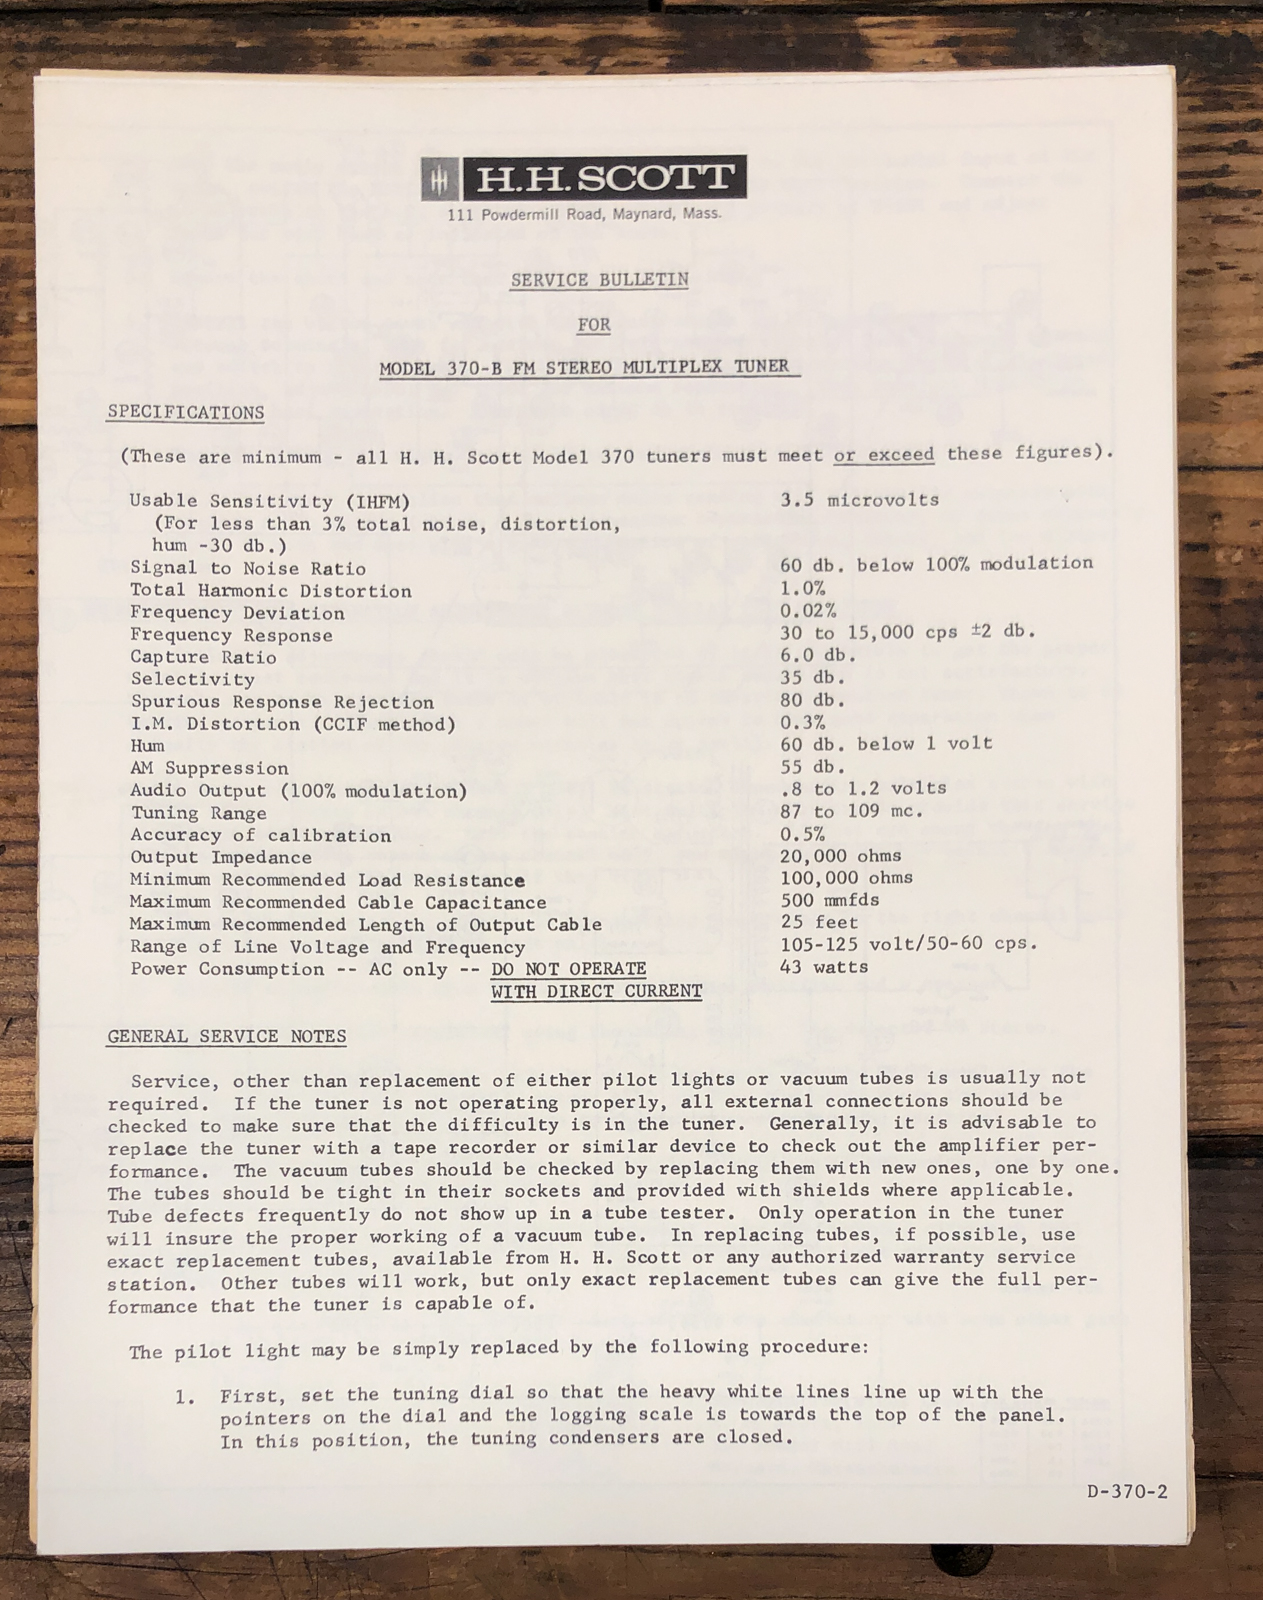 H.H. SCOTT
111 Powdermill Road, Maynard, Mass.
SERVICE BULLETIN
FOR
MODEL 370-B FM STEREO MULTIPLEX TUNER
SPECIFICATIONS
(These are minimum - all H. H. Scott Model 370 tuners must meet or exceed these figures).
Usable Sensitivity (IHFM) 3.5 microvolts
(For less than 3% total noise, distortion,
hum -30 db.)
Signal to Noise Ratio 60 db. below 100% modulation
Total Harmonic Distortion 1.0%
Frequency Deviation 0.02%
Frequency Response 30 to 15,000 cps ±2 db.
Capture Ratio 6.0 db.
Selectivity 35 db.
Spurious Response Rejection 80 db.
I.M. Distortion (CCIF method) 0.3%
Hum 60 db. below 1 volt
AM Suppression 55 db.
Audio Output (100% modulation) .8 to 1.2 volts
Tuning Range 87 to 109 mc.
Accuracy of calibration 0.5%
Output Impedance 20,000 ohms
Minimum Recommended Load Resistance 100,000 ohms
Maximum Recommended Cable Capacitance 500 mmfds
Maximum Recommended Length of Output Cable 25 feet
Range of Line Voltage and Frequency 105-125 volt/50-60 cps.
Power Consumption -- AC only -- DO NOT OPERATE 43 watts
WITH DIRECT CURRENT
GENERAL SERVICE NOTES
Service, other than replacement of either pilot lights or vacuum tubes is usually not
required. If the tuner is not operating properly, all external connections should be
checked to make sure that the difficulty is in the tuner. Generally, it is advisable to
replace the tuner with a tape recorder or similar device to check out the amplifier per-
formance. The vacuum tubes should be checked by replacing them with new ones, one by one.
The tubes should be tight in their sockets and provided with shields where applicable.
Tube defects frequently do not show up in a tube tester. Only operation in the tuner
will insure the proper working of a vacuum tube. In replacing tubes, if possible, use
exact replacement tubes, available from H. H. Scott or any authorized warranty service
station. Other tubes will work, but only exact replacement tubes can give the full per-
formance that the tuner is capable of.
The pilot light may be simply replaced by the following procedure:
1. First, set the tuning dial so that the heavy white lines line up with the
pointers on the dial and the logging scale is towards the top of the panel.
In this position, the tuning condensers are closed.
D-370-2